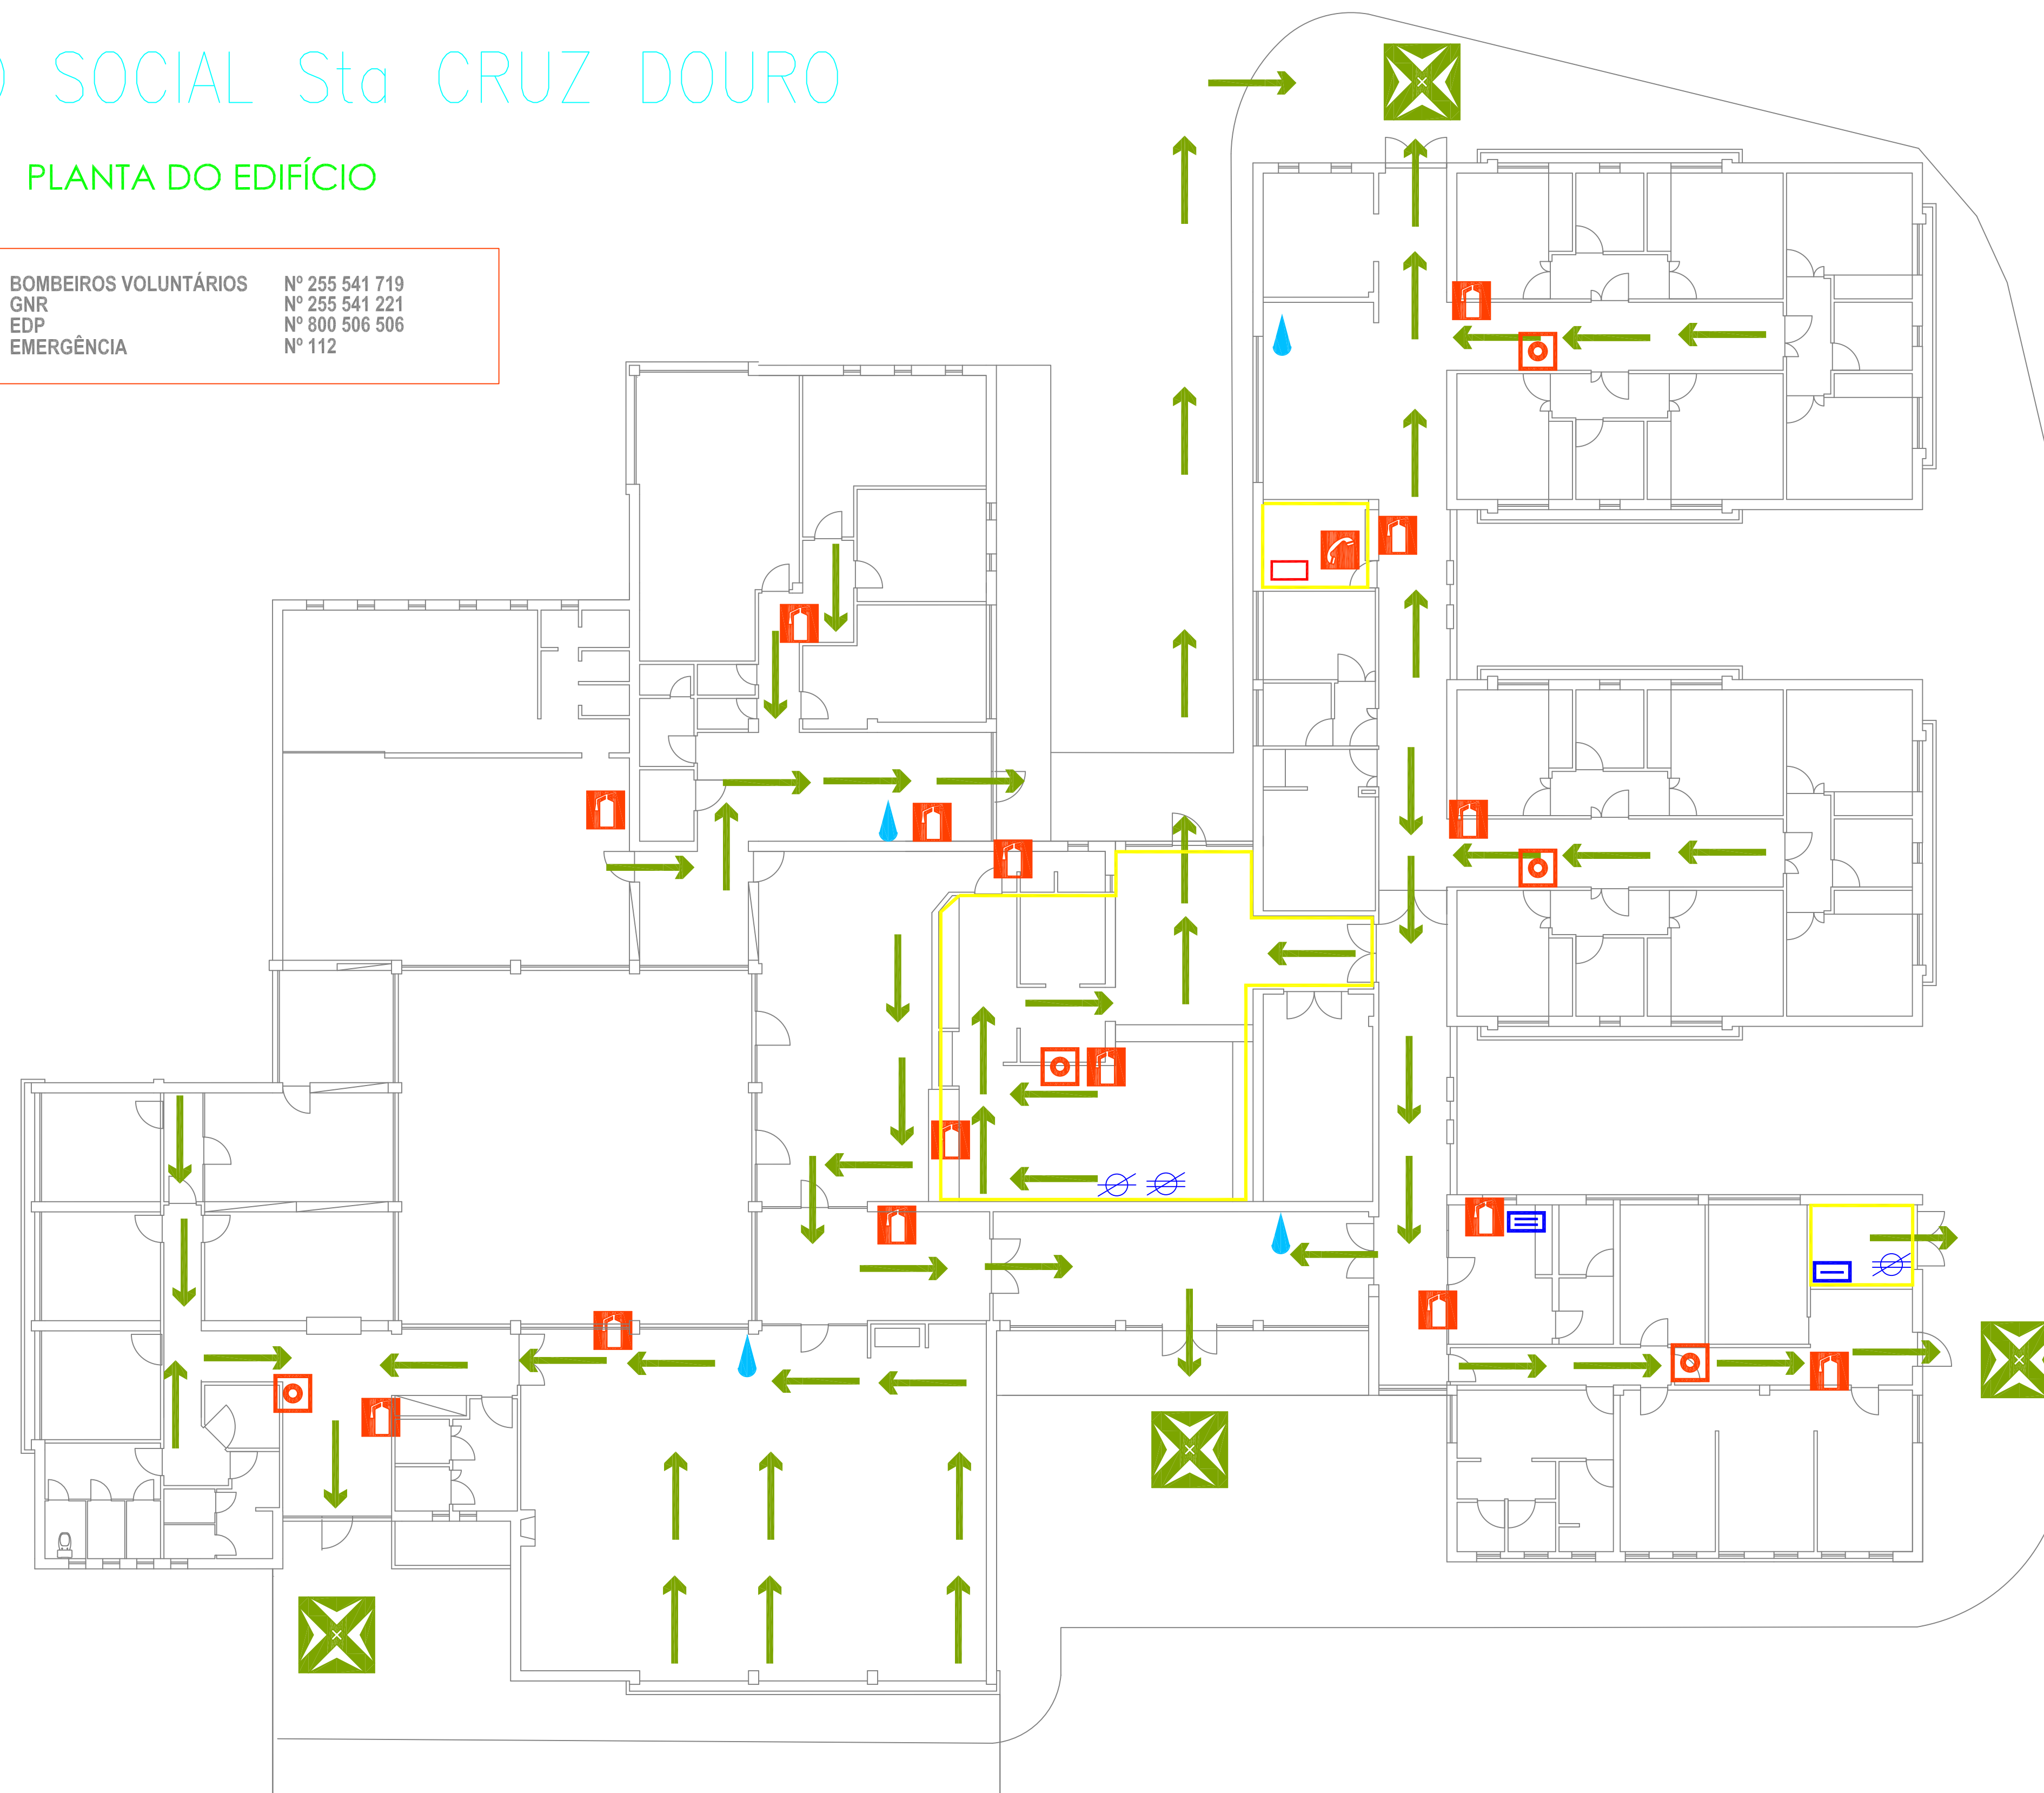 SOCIAL Sta CRUZ DOURO
PLANTA DO EDIFÍCIO
BOMBEIROS VOLUNTÁRIOS Nº 255 541 719
GNR Nº 255 541 221
EDP Nº 800 506 506
EMERGÊNCIA Nº 112